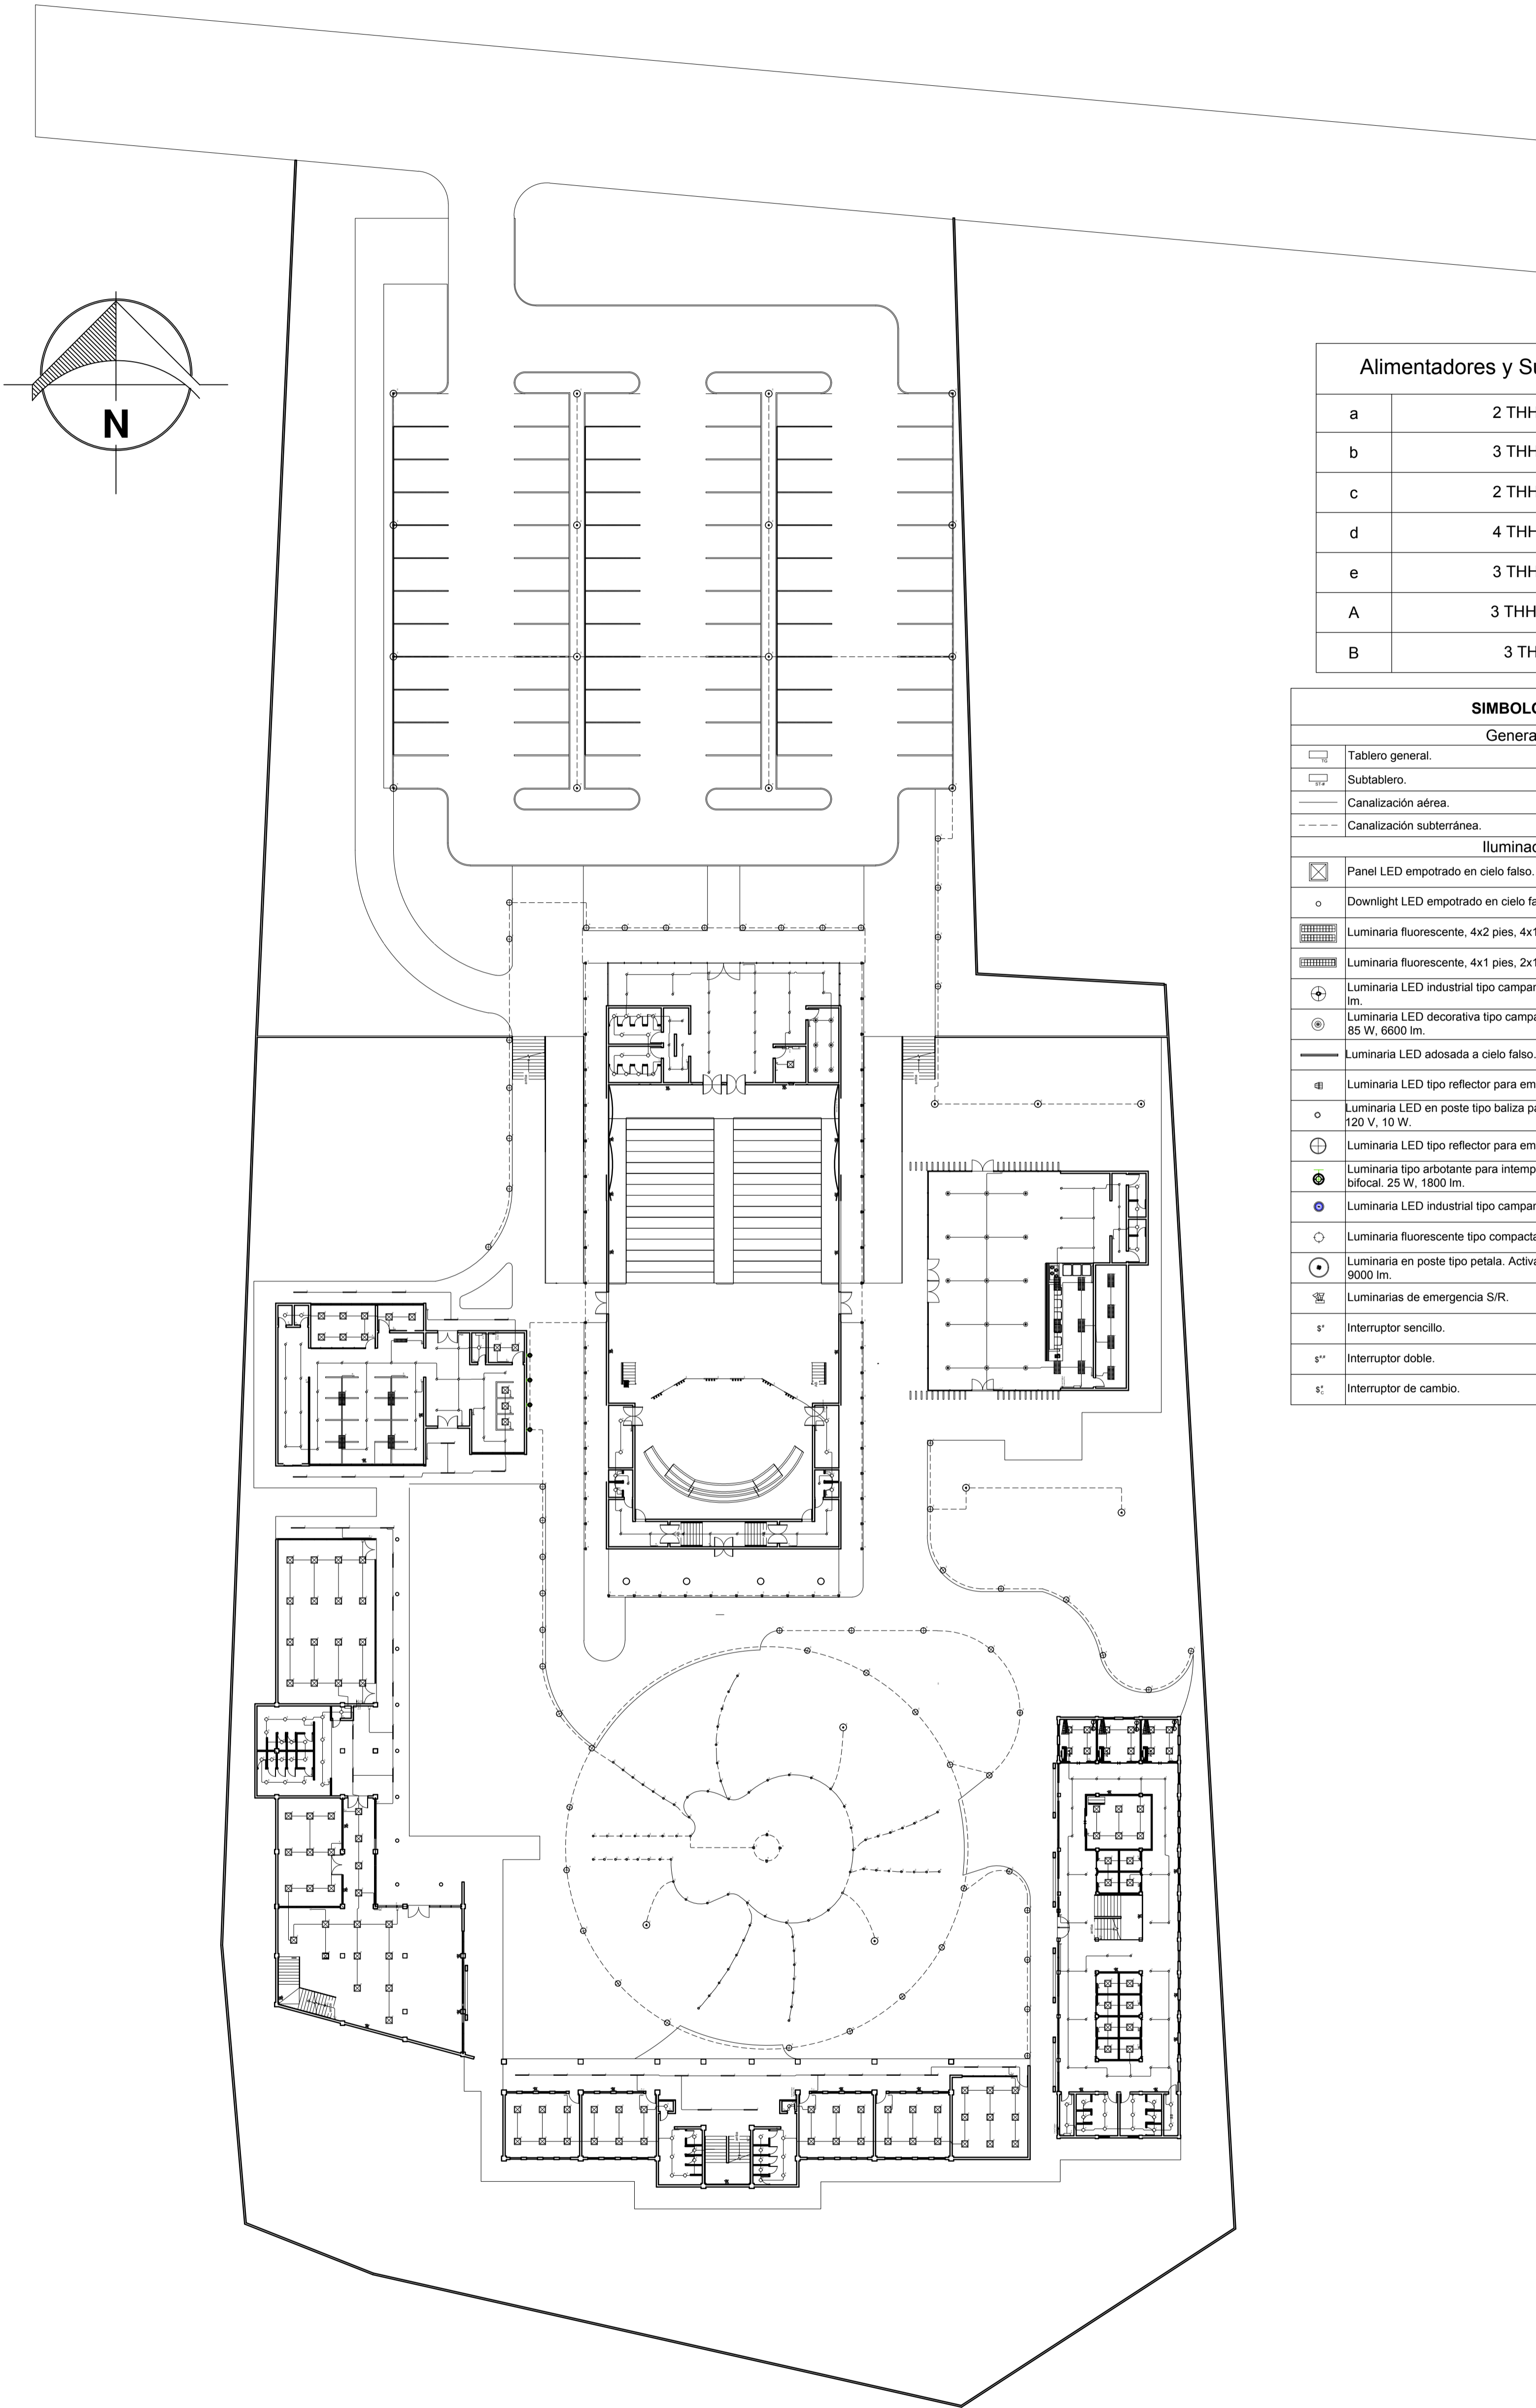 N
Alimentadores y Su
a 2 THH
b 3 THH
c 2 THH
d 4 THH
e 3 THH
A 3 THH
B 3 TH
SIMBOLO
Genera
TG Tablero general.
ST-# Subtablero.
Canalización aérea.
Canalización subterránea.
Iluminac
Panel LED empotrado en cielo falso.
Downlight LED empotrado en cielo fa
Luminaria fluorescente, 4x2 pies, 4x1
Luminaria fluorescente, 4x1 pies, 2x1
Luminaria LED industrial tipo campan
lm.
Luminaria LED decorativa tipo campa
85 W, 6600 lm.
Luminaria LED adosada a cielo falso.
Luminaria LED tipo reflector para em
Luminaria LED en poste tipo baliza pa
120 V, 10 W.
Luminaria LED tipo reflector para em
Luminaria tipo arbotante para intemp
bifocal. 25 W, 1800 lm.
Luminaria LED industrial tipo campan
Luminaria fluorescente tipo compacta
Luminaria en poste tipo petala. Activa
9000 lm.
Luminarias de emergencia S/R.
Interruptor sencillo.
Interruptor doble.
Interruptor de cambio.